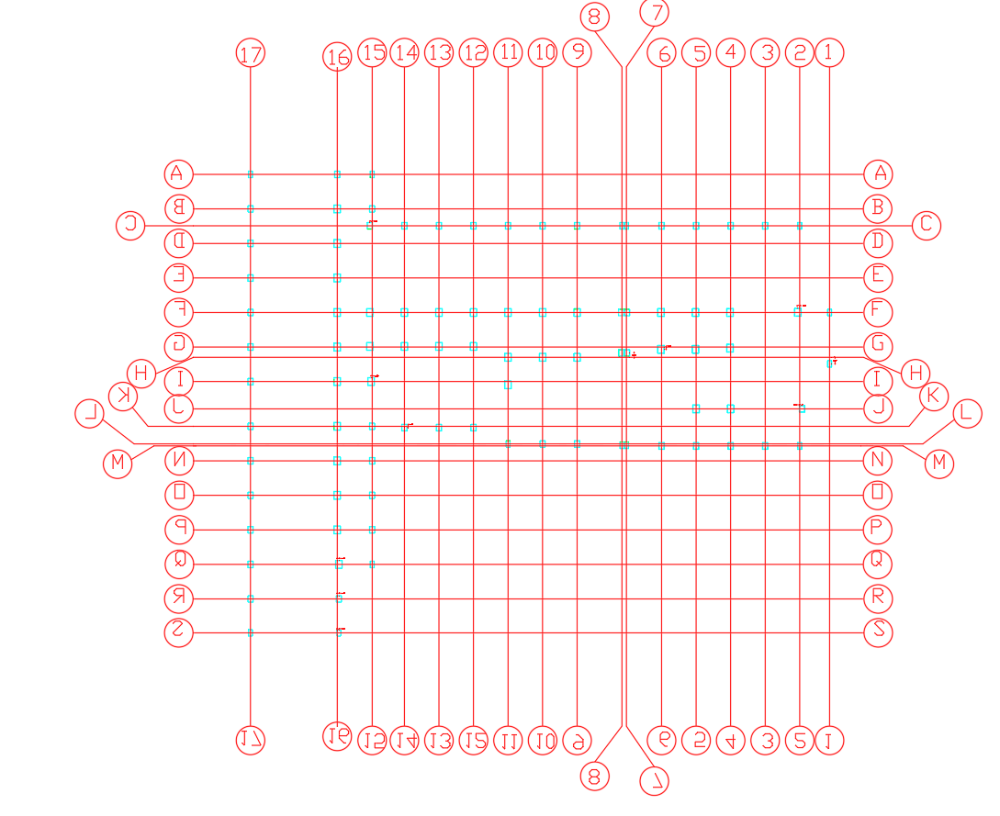 8 7
17 16 15 14 13 12 11 10 9 6 5 4 3 2 1
A A
B B
C C
D D
E E
F F
G G
H H
I I
K K
J J
L L
N N
M M
O O
P P
Q Q
R R
S S
17 16 15 14 13 12 11 10 9 6 5 4 3 2 1
8 7